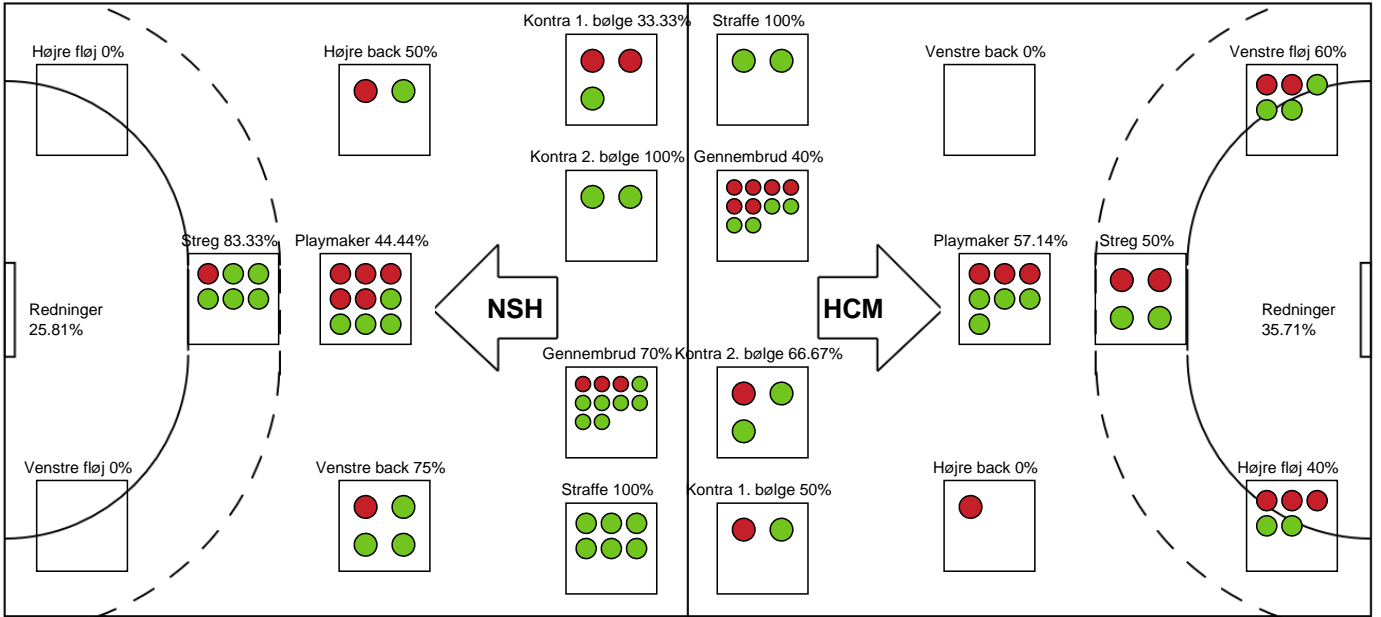 Kontra 1. bølge 33.33%
Straffe 100%
Højre fløj 0%
Højre back 50%
Venstre back 0%
Venstre fløj 60%
Kontra 2. bølge 100%
Gennembrud 40%
Streg 83.33%
Playmaker 44.44%
Playmaker 57.14%
Streg 50%
Redninger
25.81%
NSH
HCM
Redninger
35.71%
Gennembrud 70%
Kontra 2. bølge 66.67%
Venstre fløj 0%
Venstre back 75%
Højre back 0%
Højre fløj 40%
Straffe 100%
Kontra 1. bølge 50%